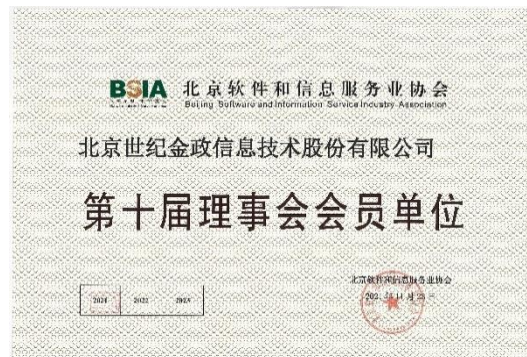 BSIA 北京软件和信息服务业协会
Beijing Software and Information Service Industry Association
北京世纪金政信息技术股份有限公司
第十届理事会会员单位
北京软件和信息服务业协会
2021 2022